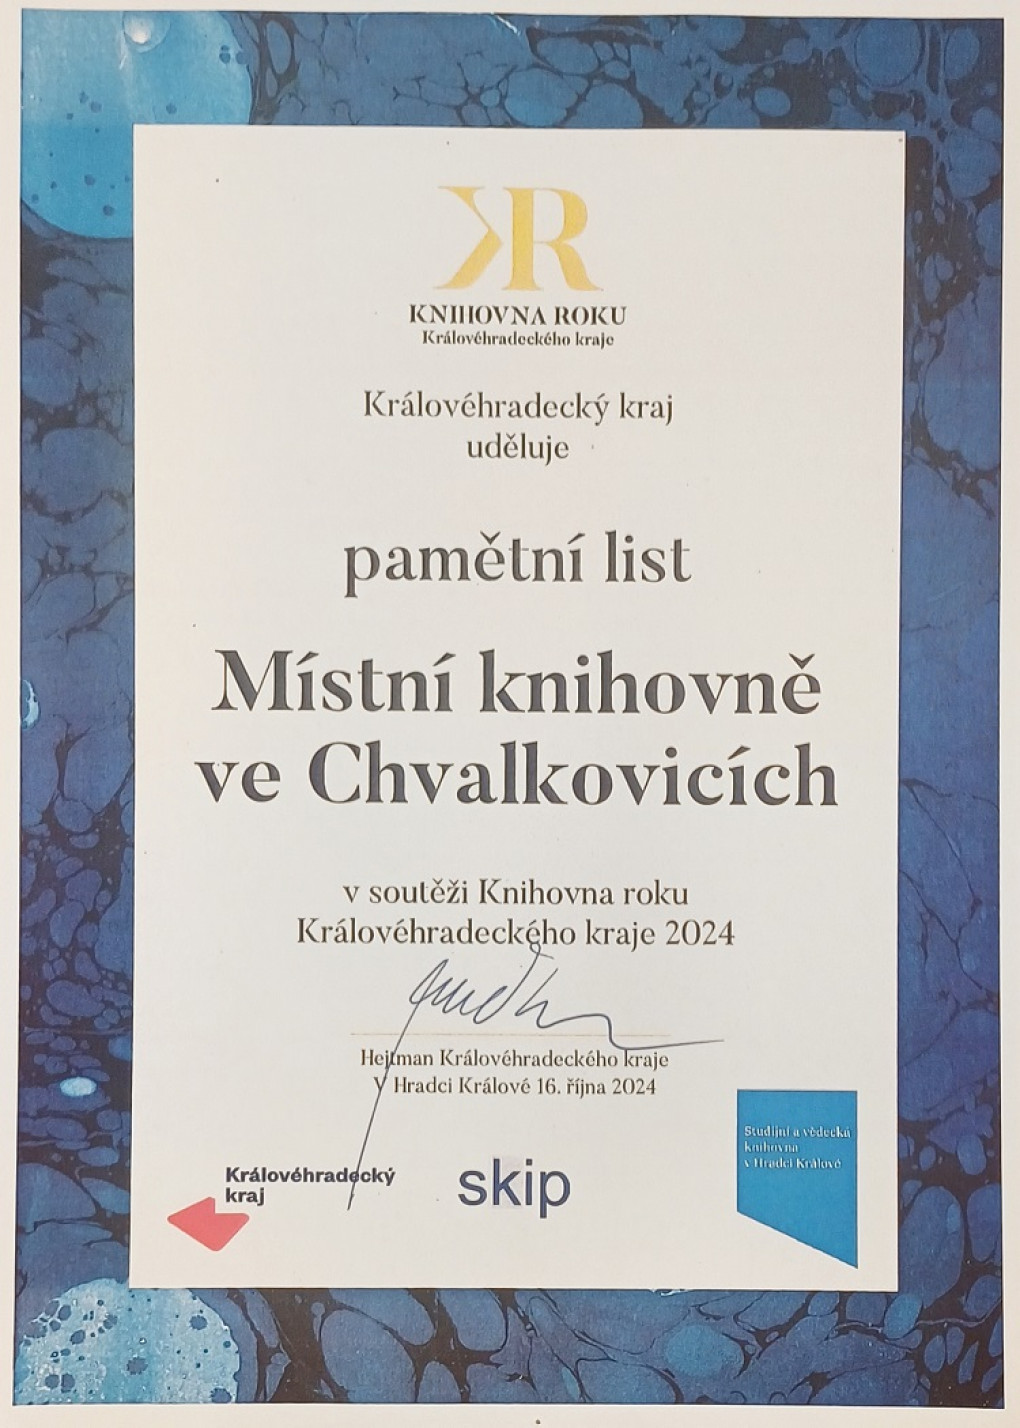 KR
KNIHOVNA ROKU
Královéhradeckého kraje
Královéhradecký kraj
uděluje
pamětní list
Místní knihovně
ve Chvalkovicích
v soutěži Knihovna roku
Královéhradeckého kraje 2024
Hejtman Královéhradeckého kraje
V Hradci Králové 16. října 2024
Královéhradecký
kraj
skip
Studijní a vědecká
knihovna
v Hradci Králové